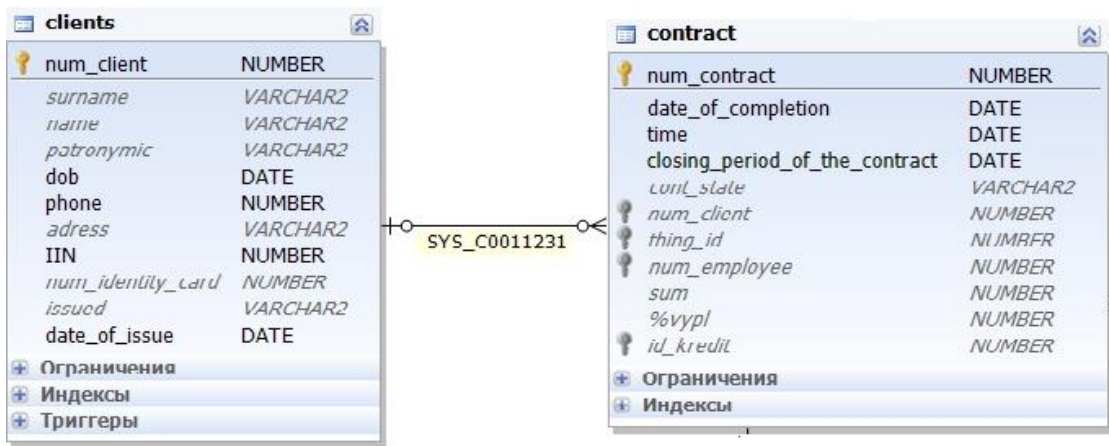 clients
num_client NUMBER
surname VARCHAR2
name VARCHAR2
patronymic VARCHAR2
dob DATE
phone NUMBER
adress VARCHAR2
IIN NUMBER
num_identity_card NUMBER
issued VARCHAR2
date_of_issue DATE
Ограничения
Индексы
Триггеры
SYS_C0011231
contract
num_contract NUMBER
date_of_completion DATE
time DATE
closing_period_of_the_contract DATE
cont_state VARCHAR2
num_client NUMBER
thing_id NUMBER
num_employee NUMBER
sum NUMBER
%vypl NUMBER
id_kredit NUMBER
Ограничения
Индексы